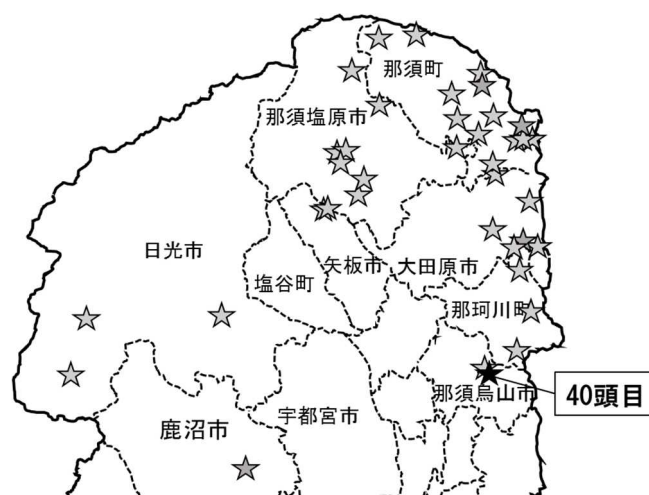 那須町
那須塩原市
日光市
矢板市
大田原市
塩谷町
那珂川町
40頭目
那須烏山市
宇都宮市
鹿沼市